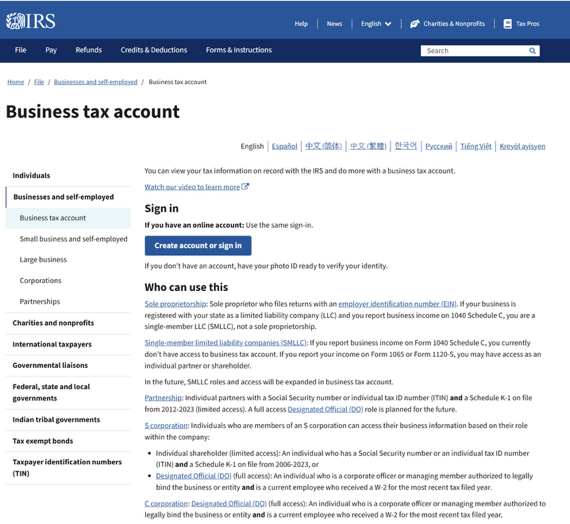 IRS
Help
News
English
Charities & Nonprofits
Tax Pros
File
Pay
Refunds
Credits & Deductions
Forms & Instructions
Search
Home / File / Businesses and self-employed / Business tax account
Business tax account
English
Español
中文 (简体)
中文 (繁體)
한국어
Русский
Tiếng Việt
Kreyòl ayisyen
Individuals
Businesses and self-employed
Business tax account
Small business and self-employed
Large business
Corporations
Partnerships
Charities and nonprofits
International taxpayers
Governmental liaisons
Federal, state and local
governments
Indian tribal governments
Tax exempt bonds
Taxpayer identification numbers
(TIN)
You can view your tax information on record with the IRS and do more with a business tax account.
Watch our video to learn more
Sign in
If you have an online account: Use the same sign-in.
Create account or sign in
If you don't have an account, have your photo ID ready to verify your identity.
Who can use this
Sole proprietorship: Sole proprietor who files returns with an employer identification number (EIN). If your business is
registered with your state as a limited liability company (LLC) and you report business income on 1040 Schedule C, you are a
single-member LLC (SMLLC), not a sole proprietorship.
Single-member limited liability companies (SMLLC): If you report business income on Form 1040 Schedule C, you currently
don't have access to business tax account. If you report your income on Form 1065 or Form 1120-S, you may have access as an
individual partner or shareholder.
In the future, SMLLC roles and access will be expanded in business tax account.
Partnership: Individual partners with a Social Security number or individual tax ID number (ITIN) and a Schedule K-1 on file
from 2012-2023 (limited access). A full access Designated Official (DO) role is planned for the future.
S corporation: Individuals who are members of an S corporation can access their business information based on their role
within the company:
• Individual shareholder (limited access): An individual who has a Social Security number or an individual tax ID number
(ITIN) and a Schedule K-1 on file from 2006-2023, or
• Designated Official (DO) (full access): An individual who is a corporate officer or managing member authorized to legally
bind the business or entity and is a current employee who received a W-2 for the most recent tax filed year.
C corporation: Designated Official (DO) (full access): An individual who is a corporate officer or managing member authorized to
legally bind the business or entity and is a current employee who received a W-2 for the most recent tax filed year.